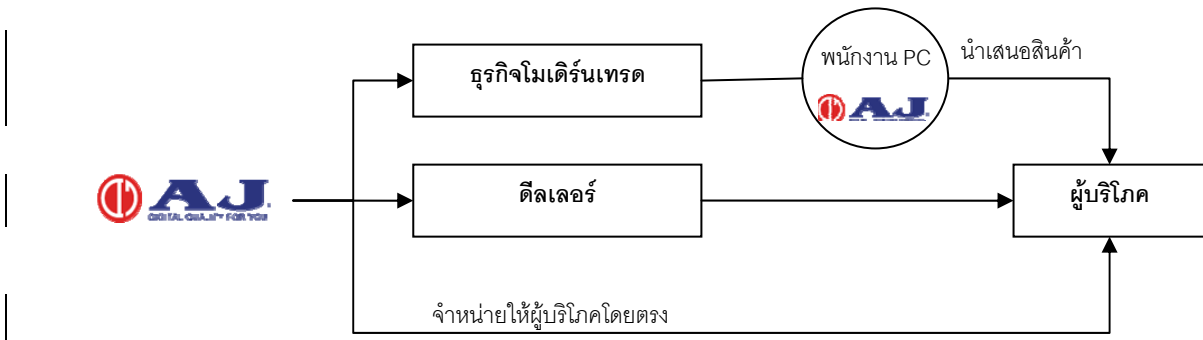 พนักงาน PC
นำเสนอสินค้า
ธุรกิจโมเดิร์นเทรด
AJ.
AJ.
DIGITAL QUALITY FOR YOU
ดีลเลอร์
ผู้บริโภค
จำหน่ายให้ผู้บริโภคโดยตรง